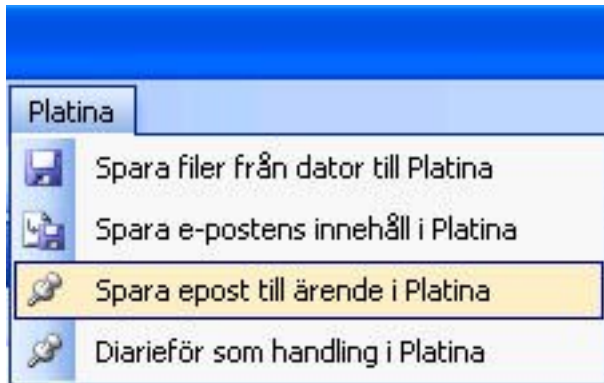 Platina
Spara filer från dator till Platina
Spara e-postens innehåll i Platina
Spara epost till ärende i Platina
Diarieför som handling i Platina